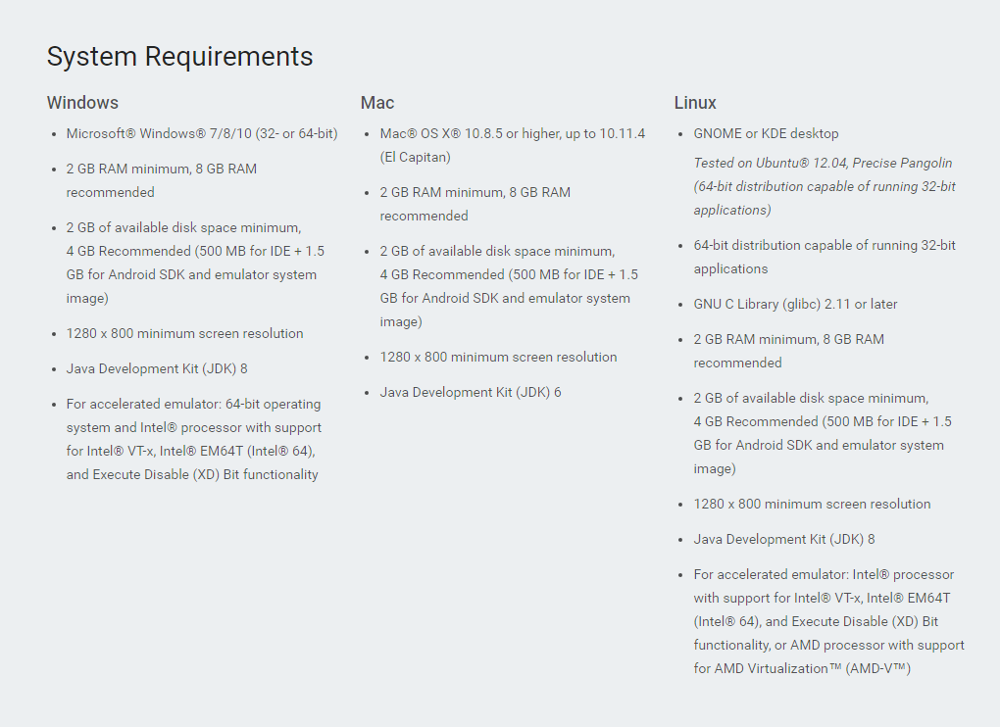 System Requirements
Windows
• Microsoft® Windows® 7/8/10 (32- or 64-bit)
• 2 GB RAM minimum, 8 GB RAM
recommended
• 2 GB of available disk space minimum,
4 GB Recommended (500 MB for IDE + 1.5
GB for Android SDK and emulator system
image)
• 1280 x 800 minimum screen resolution
• Java Development Kit (JDK) 8
• For accelerated emulator: 64-bit operating
system and Intel® processor with support
for Intel® VT-x, Intel® EM64T (Intel® 64),
and Execute Disable (XD) Bit functionality
Mac
• Mac® OS X® 10.8.5 or higher, up to 10.11.4
(El Capitan)
• 2 GB RAM minimum, 8 GB RAM
recommended
• 2 GB of available disk space minimum,
4 GB Recommended (500 MB for IDE + 1.5
GB for Android SDK and emulator system
image)
• 1280 x 800 minimum screen resolution
• Java Development Kit (JDK) 6
Linux
• GNOME or KDE desktop
Tested on Ubuntu® 12.04, Precise Pangolin
(64-bit distribution capable of running 32-bit
applications)
• 64-bit distribution capable of running 32-bit
applications
• GNU C Library (glibc) 2.11 or later
• 2 GB RAM minimum, 8 GB RAM
recommended
• 2 GB of available disk space minimum,
4 GB Recommended (500 MB for IDE + 1.5
GB for Android SDK and emulator system
image)
• 1280 x 800 minimum screen resolution
• Java Development Kit (JDK) 8
• For accelerated emulator: Intel® processor
with support for Intel® VT-x, Intel® EM64T
(Intel® 64), and Execute Disable (XD) Bit
functionality, or AMD processor with support
for AMD Virtualization™ (AMD-V™)